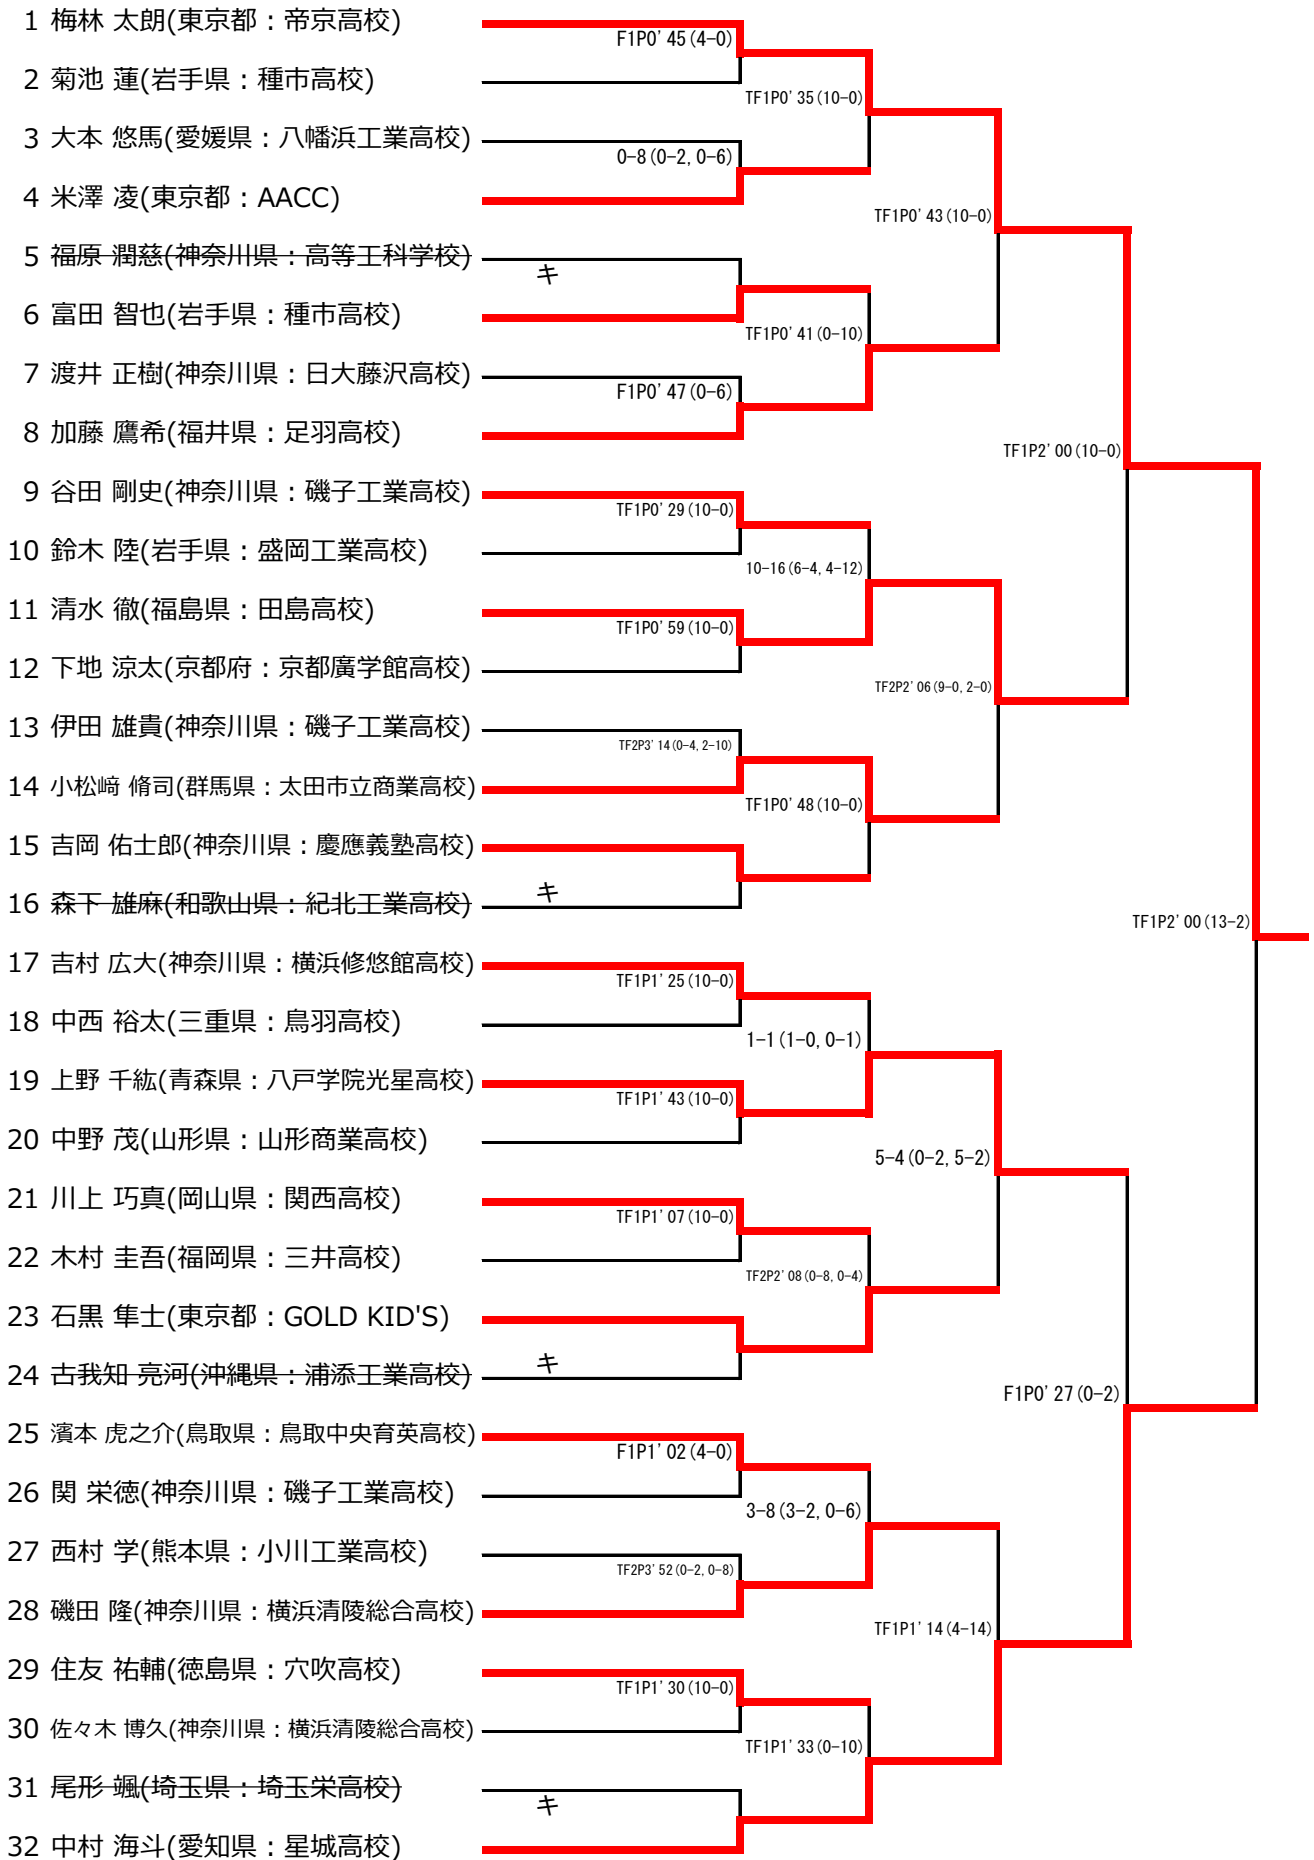 1 梅林 太朗(東京都：帝京高校)
F1P0'45(4-0)
2 菊池 蓮(岩手県：種市高校)
TF1P0'35(10-0)
3 大本 悠馬(愛媛県：八幡浜工業高校)
0-8(0-2, 0-6)
4 米澤 凌(東京都：AACC)
TF1P0'43(10-0)
5 福原 潤慈(神奈川県：高等工科学校)
キ
6 富田 智也(岩手県：種市高校)
TF1P0'41(0-10)
7 渡井 正樹(神奈川県：日大藤沢高校)
F1P0'47(0-6)
8 加藤 鷹希(福井県：足羽高校)
TF1P2'00(10-0)
9 谷田 剛史(神奈川県：磯子工業高校)
TF1P0'29(10-0)
10 鈴木 陸(岩手県：盛岡工業高校)
10-16(6-4, 4-12)
11 清水 徹(福島県：田島高校)
TF1P0'59(10-0)
12 下地 涼太(京都府：京都廣学館高校)
TF2P2'06(9-0, 2-0)
13 伊田 雄貴(神奈川県：磯子工業高校)
TF2P3'14(0-4, 2-10)
14 小松﨑 脩司(群馬県：太田市立商業高校)
TF1P0'48(10-0)
15 吉岡 佑士郎(神奈川県：慶應義塾高校)
キ
16 森下 雄麻(和歌山県：紀北工業高校)
TF1P2'00(13-2)
17 吉村 広大(神奈川県：横浜修悠館高校)
TF1P1'25(10-0)
18 中西 裕太(三重県：鳥羽高校)
1-1(1-0, 0-1)
19 上野 千紘(青森県：八戸学院光星高校)
TF1P1'43(10-0)
20 中野 茂(山形県：山形商業高校)
5-4(0-2, 5-2)
21 川上 巧真(岡山県：関西高校)
TF1P1'07(10-0)
22 木村 圭吾(福岡県：三井高校)
TF2P2'08(0-8, 0-4)
23 石黒 隼士(東京都：GOLD KID'S)
キ
24 古我知 亮河(沖縄県：浦添工業高校)
F1P0'27(0-2)
25 濱本 虎之介(鳥取県：鳥取中央育英高校)
F1P1'02(4-0)
26 関 栄徳(神奈川県：磯子工業高校)
3-8(3-2, 0-6)
27 西村 学(熊本県：小川工業高校)
TF2P3'52(0-2, 0-8)
28 磯田 隆(神奈川県：横浜清陵総合高校)
TF1P1'14(4-14)
29 住友 祐輔(徳島県：穴吹高校)
TF1P1'30(10-0)
30 佐々木 博久(神奈川県：横浜清陵総合高校)
TF1P1'33(0-10)
31 尾形 颯(埼玉県：埼玉栄高校)
キ
32 中村 海斗(愛知県：星城高校)